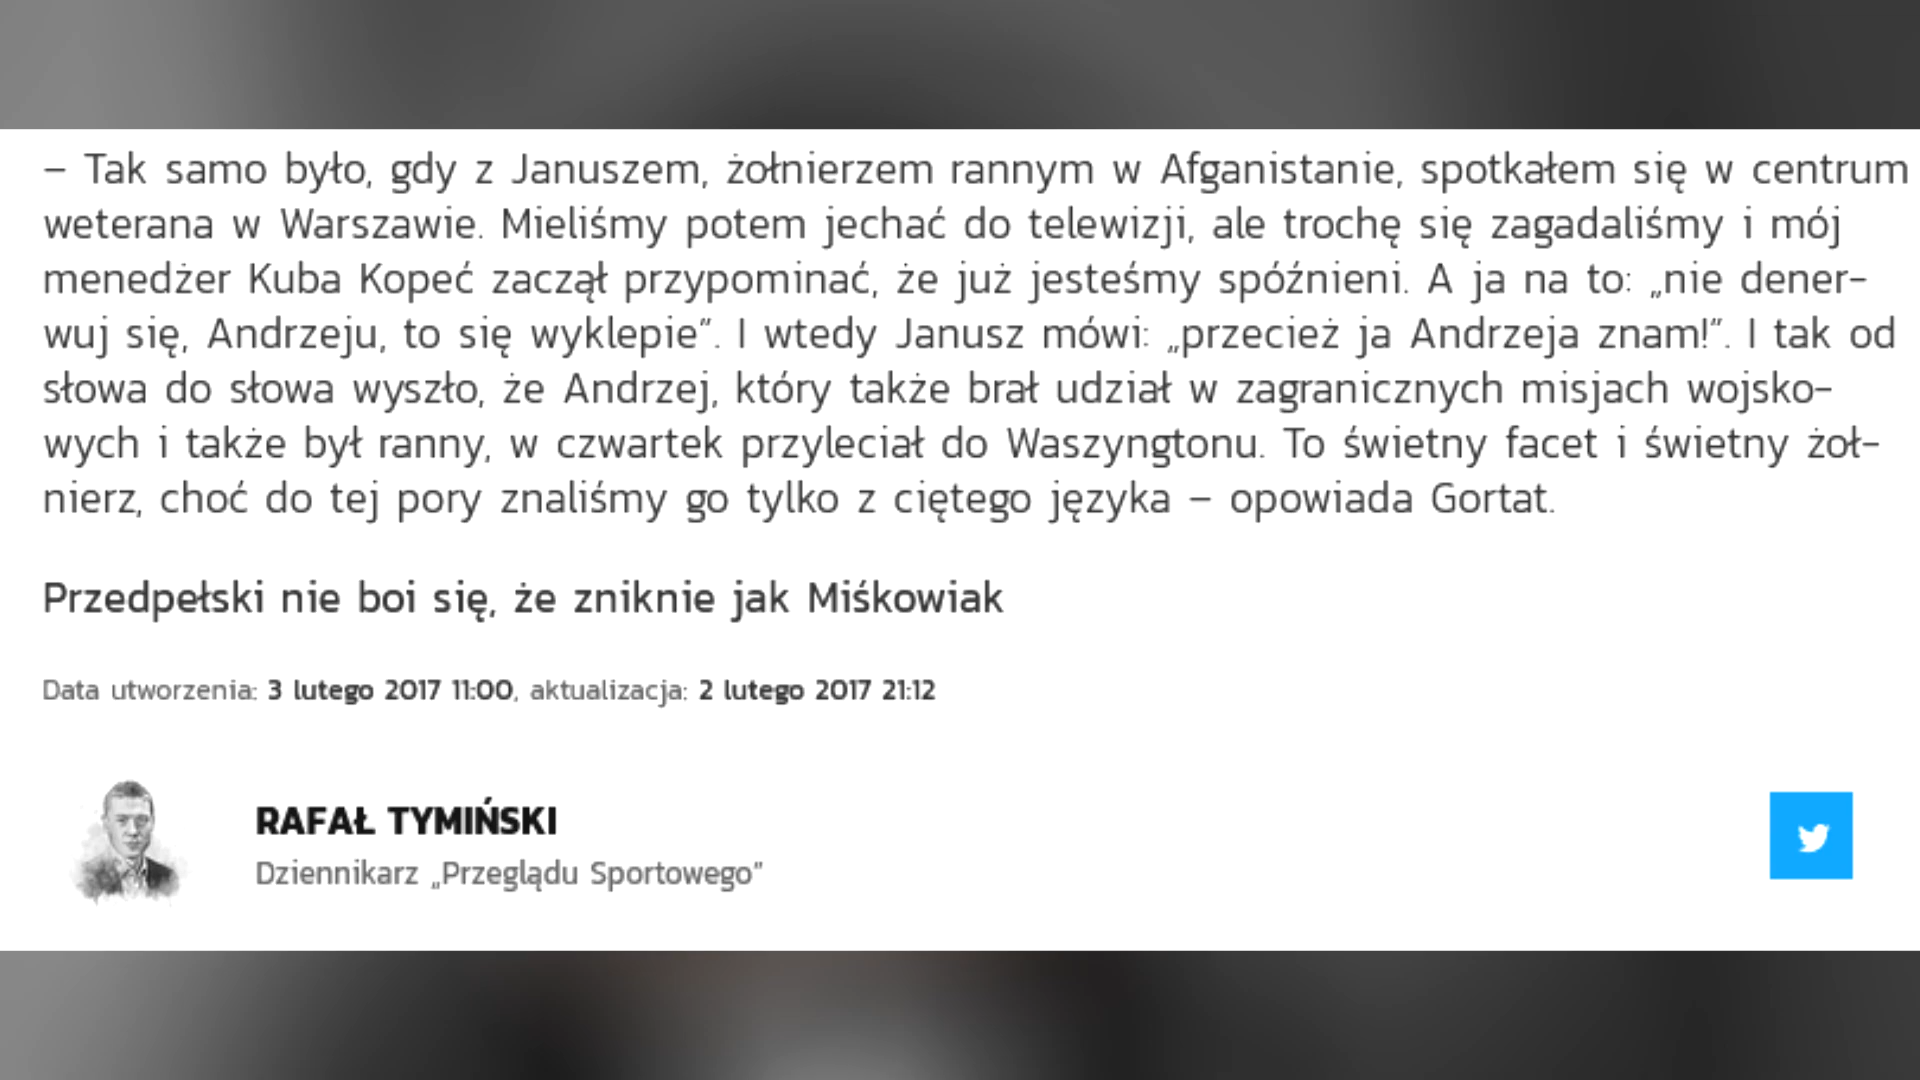 – Tak samo było, gdy z Januszem, żołnierzem rannym w Afganistanie, spotkałem się w centrum
weterana w Warszawie. Mieliśmy potem jechać do telewizji, ale trochę się zagadaliśmy i mój
menedżer Kuba Kopeć zaczął przypominać, że już jesteśmy spóźnieni. A ja na to: „nie dener-
wuj się, Andrzeju, to się wyklepie”. I wtedy Janusz mówi: „przecież ja Andrzeja znam!”. I tak od
słowa do słowa wyszło, że Andrzej, który także brał udział w zagranicznych misjach wojsko-
wych i także był ranny, w czwartek przyleciał do Waszyngtonu. To świetny facet i świetny żoł-
nierz, choć do tej pory znaliśmy go tylko z ciętego języka – opowiada Gortat.
Przedpełski nie boi się, że zniknie jak Miśkowiak
Data utworzenia: 3 lutego 2017 11:00, aktualizacja: 2 lutego 2017 21:12
RAFAŁ TYMIŃSKI
Dziennikarz „Przeglądu Sportowego”